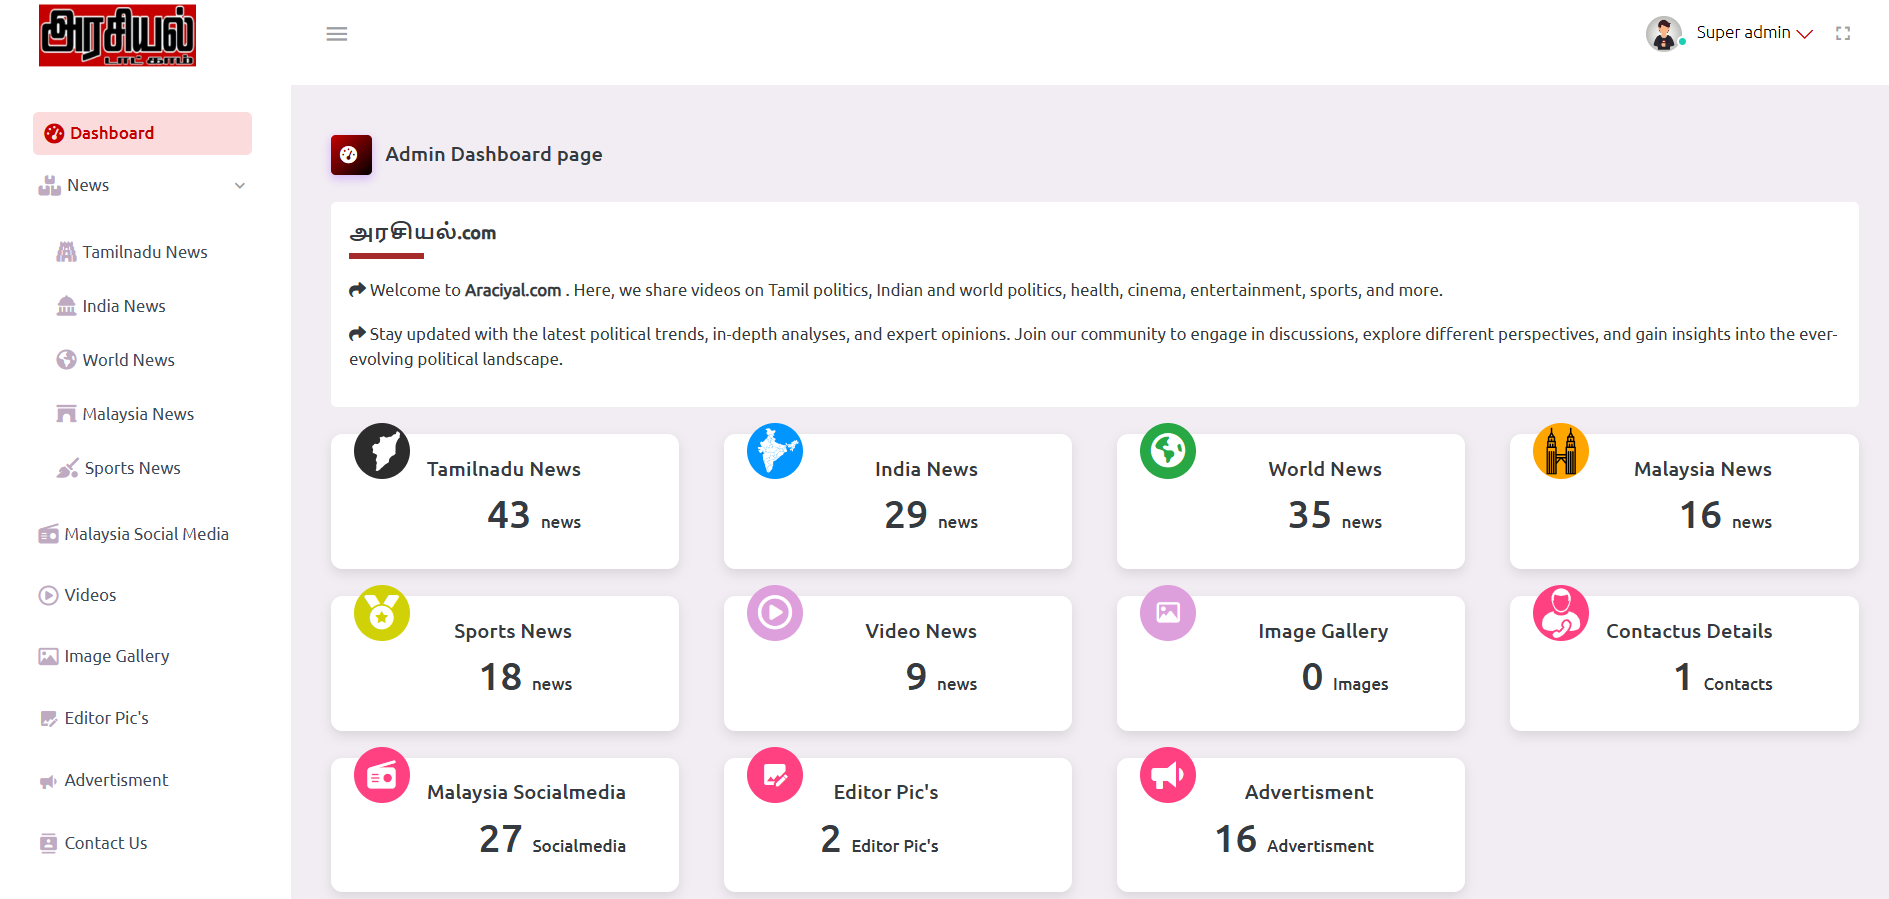 அரசியல்
டாட் காம்
Super admin
Dashboard
News
Tamilnadu News
India News
World News
Malaysia News
Sports News
Malaysia Social Media
Videos
Image Gallery
Editor Pic's
Advertisment
Contact Us
Admin Dashboard page
அரசியல்.com
Welcome to Araciyal.com . Here, we share videos on Tamil politics, Indian and world politics, health, cinema, entertainment, sports, and more.
Stay updated with the latest political trends, in-depth analyses, and expert opinions. Join our community to engage in discussions, explore different perspectives, and gain insights into the ever-
evolving political landscape.
Tamilnadu News
43 news
India News
29 news
World News
35 news
Malaysia News
16 news
Sports News
18 news
Video News
9 news
Image Gallery
0 Images
Contactus Details
1 Contacts
Malaysia Socialmedia
27 Socialmedia
Editor Pic's
2 Editor Pic's
Advertisment
16 Advertisment